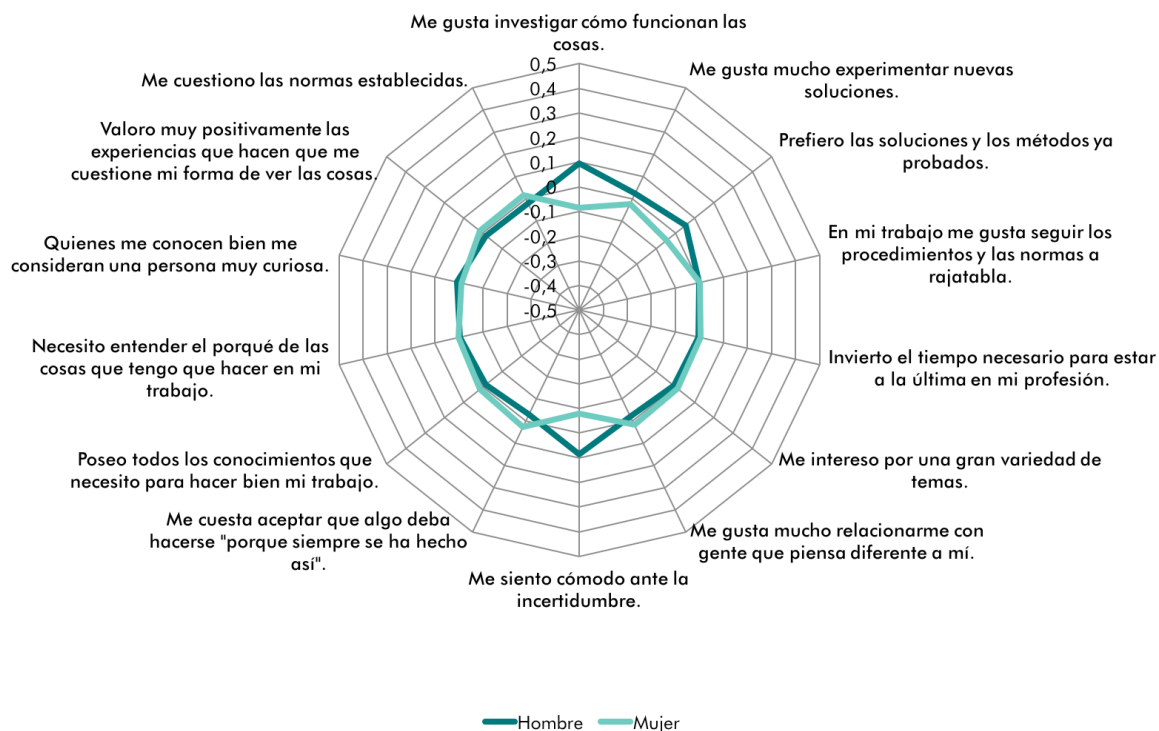 Me gusta investigar cómo funcionan las
cosas.
Me gusta mucho experimentar nuevas
soluciones.
Prefiero las soluciones y los métodos ya
probados.
En mi trabajo me gusta seguir los
procedimientos y las normas a
rajatabla.
Invierto el tiempo necesario para estar
a la última en mi profesión.
Me intereso por una gran variedad de
temas.
Me gusta mucho relacionarme con
gente que piensa diferente a mí.
Me siento cómodo ante la
incertidumbre.
Me cuesta aceptar que algo deba
hacerse "porque siempre se ha hecho
así".
Poseo todos los conocimientos que
necesito para hacer bien mi trabajo.
Necesito entender el porqué de las
cosas que tengo que hacer en mi
trabajo.
Quienes me conocen bien me
consideran una persona muy curiosa.
Valoro muy positivamente las
experiencias que hacen que me
cuestione mi forma de ver las cosas.
Me cuestiono las normas establecidas.
0,5
0,4
0,3
0,2
0,1
0
-0,1
-0,2
-0,3
-0,4
-0,5
Hombre
Mujer